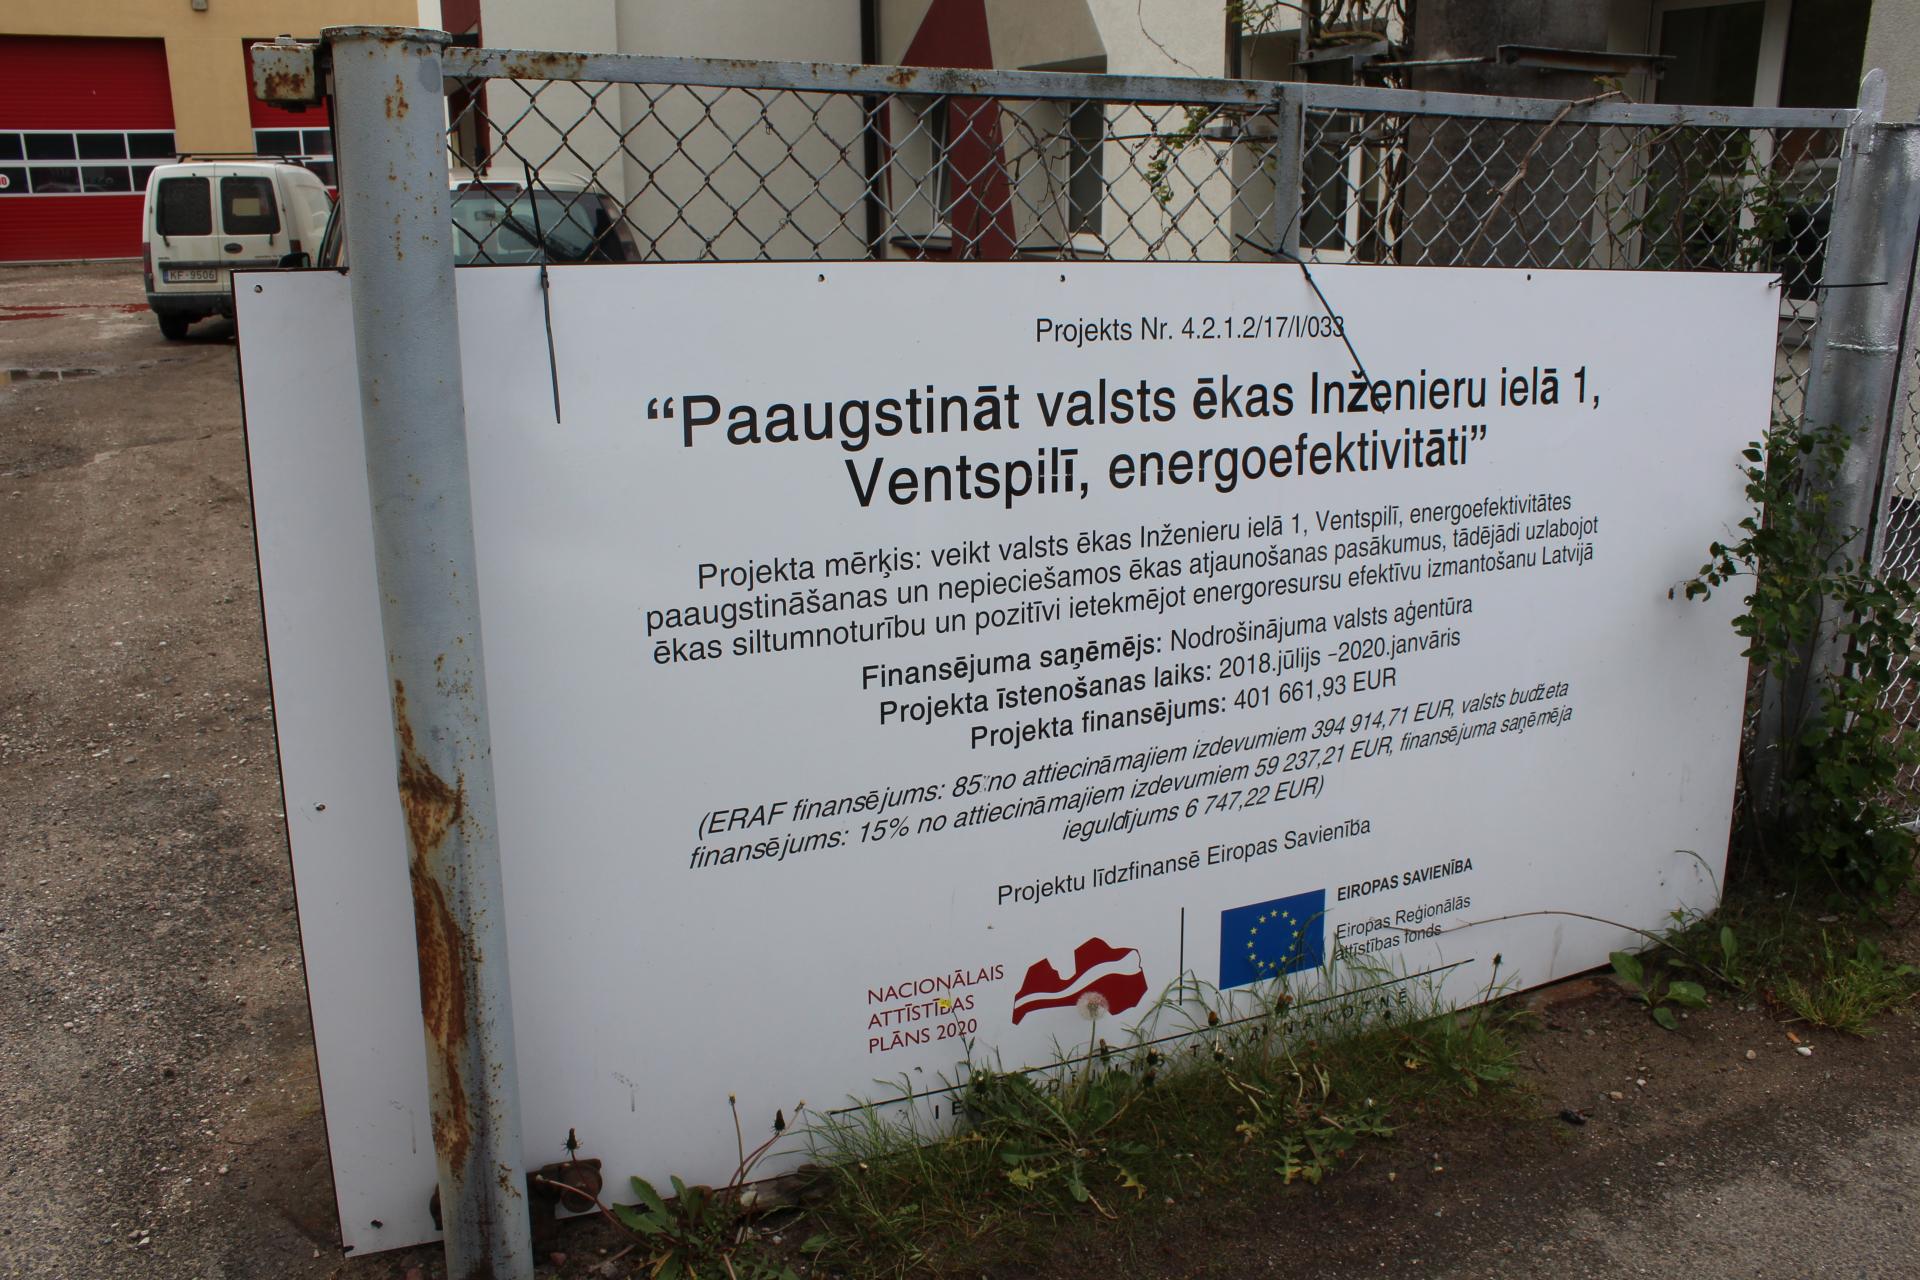 Projekts Nr. 4.2.1.2/17/I/033
“Paaugstināt valsts ēkas Inženieru ielā 1,
Ventspilī, energoefektivitāti”
Projekta mērķis: veikt valsts ēkas Inženieru ielā 1, Ventspilī, energoefektivitātes
paaugstināšanas un nepieciešamos ēkas atjaunošanas pasākumus, tādējādi uzlabojot
ēkas siltumnoturību un pozitīvi ietekmējot energoresursu efektīvu izmantošanu Latvijā
Finansējuma saņēmējs: Nodrošinājuma valsts aģentūra
Projekta īstenošanas laiks: 2018.jūlijs –2020.janvāris
Projekta finansējums: 401 661,93 EUR
(ERAF finansējums: 85 no attiecināmajiem izdevumiem 394 914,71 EUR, valsts budžeta
finansējums: 15% no attiecināmajiem izdevumiem 59 237,21 EUR, finansējuma saņēmēja
ieguldījums 6 747,22 EUR)
Projektu līdzfinansē Eiropas Savienība
NACIONĀLAIS
ATTĪSTĪBAS
PLĀNS 2020
EIROPAS SAVIENĪBA
Eiropas Reģionālās
attīstības fonds
NĀKOTNĒ
KF-9506